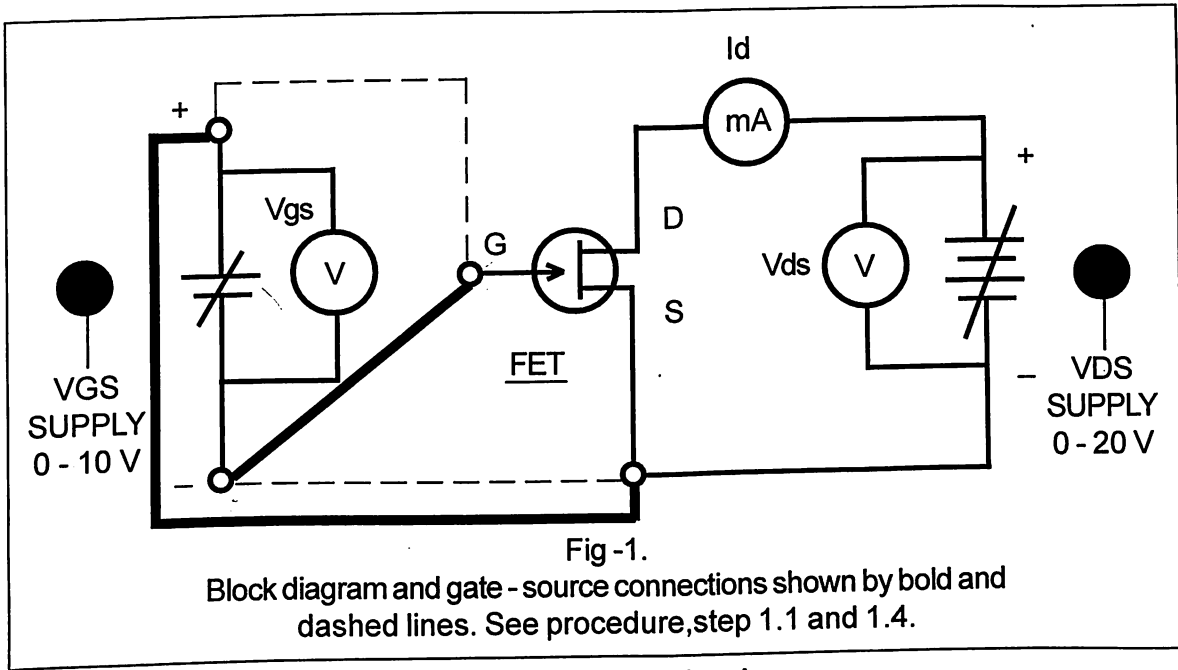 Id
mA
+
+
Vgs
V
G
D
Vds
V
S
FET
VGS
SUPPLY
0 - 10 V
–
–
VDS
SUPPLY
0 - 20 V
Fig -1.
Block diagram and gate - source connections shown by bold and
dashed lines. See procedure,step 1.1 and 1.4.